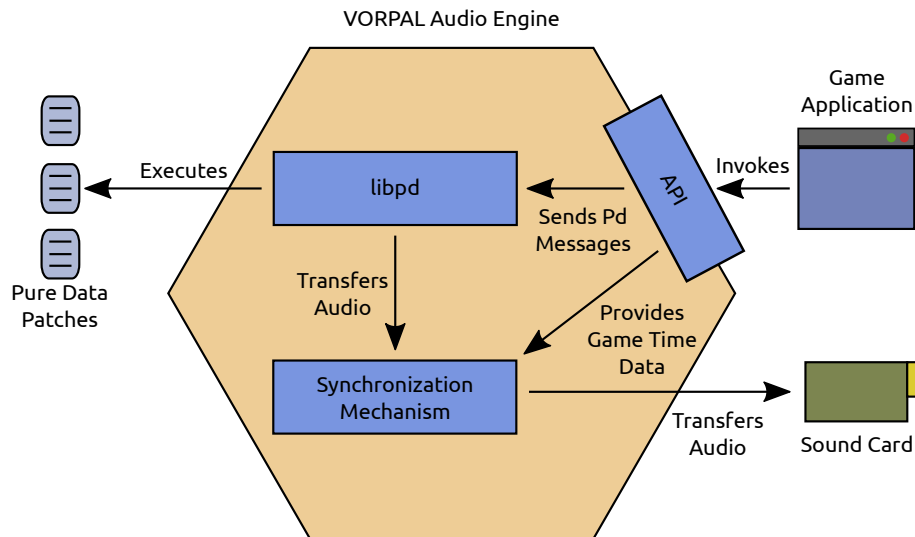 VORPAL Audio Engine
Game
Application
Executes
libpd
API
Invokes
Sends Pd
Messages
Pure Data
Patches
Transfers
Audio
Provides
Game Time
Data
Synchronization
Mechanism
Transfers
Audio
Sound Card